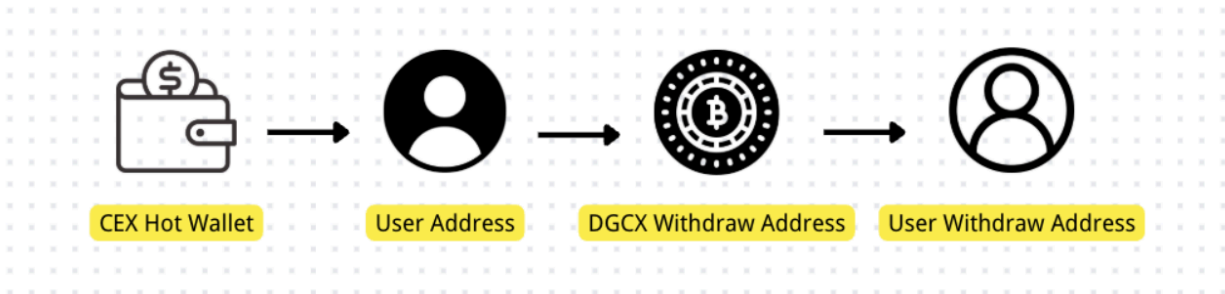 CEX Hot Wallet
User Address
DGCX Withdraw Address
User Withdraw Address